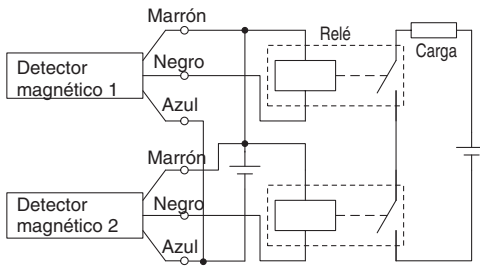 Marrón
Relé
Carga
Negro
Detector
magnético 1
Azul
Marrón
Negro
Detector
magnético 2
Azul